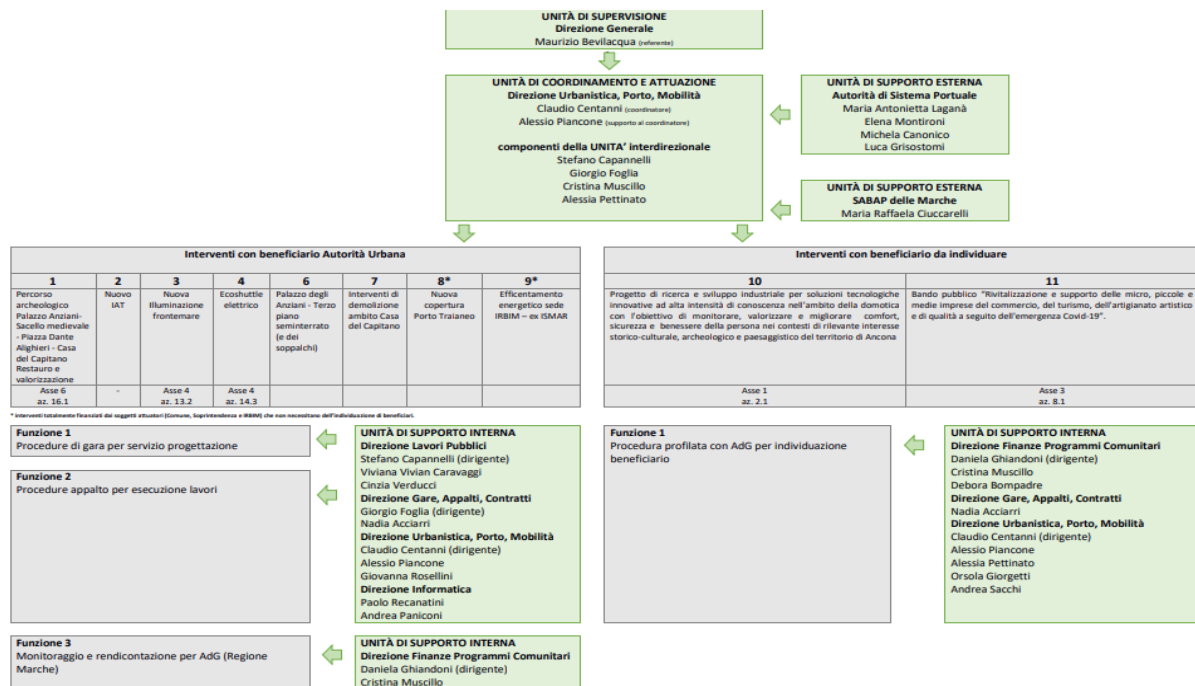 UNITÀ DI SUPERVISIONE
Direzione Generale
Maurizio Bevilacqua (referente)
UNITÀ DI COORDINAMENTO E ATTUAZIONE
Direzione Urbanistica, Porto, Mobilità
Claudio Centanni (coordinatore)
Alessio Piancone (supporto al coordinatore)
componenti della UNITA' interdirezionale
Stefano Capannelli
Giorgio Foglia
Cristina Muscillo
Alessia Pettinato
UNITÀ DI SUPPORTO ESTERNA
Autorità di Sistema Portuale
Maria Antonietta Laganà
Elena Montironi
Michela Canonico
Luca Grisostomi
UNITÀ DI SUPPORTO ESTERNA
SABAP delle Marche
Maria Raffaela Ciuccarelli
Interventi con beneficiario Autorità Urbana
1
Percorso
archeologico
Palazzo Anziani-
Sacello medievale
- Piazza Dante
Alighieri - Casa
del Capitano
Restauro e
valorizzazione
Asse 6
az. 16.1
2
Nuovo
IAT
-
3
Nuova
Illuminazione
frontemare
Asse 4
az. 13.2
4
Ecoshuttle
elettrico
Asse 4
az. 14.3
6
Palazzo degli
Anziani - Terzo
piano
seminterrato
(e dei
soppalchi)
7
Interventi di
demolizione
ambito Casa
del Capitano
8*
Nuova
copertura
Porto Traianeo
9*
Efficentamento
energetico sede
IRBIM – ex ISMAR
* interventi totalmente finanziati dai soggetti attuatori (Comune, Soprintendenza e IRBIM) che non necessitano dell'individuazione di beneficiari.
Interventi con beneficiario da individuare
10
Progetto di ricerca e sviluppo industriale per soluzioni tecnologiche
innovative ad alta intensità di conoscenza nell'ambito della domotica
con l'obiettivo di monitorare, valorizzare e migliorare comfort,
sicurezza e benessere della persona nei contesti di rilevante interesse
storico-culturale, archeologico e paesaggistico del territorio di Ancona
Asse 1
az. 2.1
11
Bando pubblico "Rivitalizzazione e supporto delle micro, piccole e
medie imprese del commercio, del turismo, dell'artigianato artistico
e di qualità a seguito dell'emergenza Covid-19".
Asse 3
az. 8.1
Funzione 1
Procedure di gara per servizio progettazione
Funzione 2
Procedure appalto per esecuzione lavori
UNITÀ DI SUPPORTO INTERNA
Direzione Lavori Pubblici
Stefano Capannelli (dirigente)
Viviana Vivian Caravaggi
Cinzia Verducci
Direzione Gare, Appalti, Contratti
Giorgio Foglia (dirigente)
Nadia Acciarri
Direzione Urbanistica, Porto, Mobilità
Claudio Centanni (dirigente)
Alessio Piancone
Giovanna Rosellini
Direzione Informatica
Paolo Recanatini
Andrea Paniconi
Funzione 1
Procedura profilata con AdG per individuazione
beneficiario
UNITÀ DI SUPPORTO INTERNA
Direzione Finanze Programmi Comunitari
Daniela Ghiandoni (dirigente)
Cristina Muscillo
Debora Bompadre
Direzione Gare, Appalti, Contratti
Nadia Acciarri
Direzione Urbanistica, Porto, Mobilità
Claudio Centanni (dirigente)
Alessio Piancone
Alessia Pettinato
Orsola Giorgetti
Andrea Sacchi
Funzione 3
Monitoraggio e rendicontazione per AdG (Regione
Marche)
UNITÀ DI SUPPORTO INTERNA
Direzione Finanze Programmi Comunitari
Daniela Ghiandoni (dirigente)
Cristina Muscillo